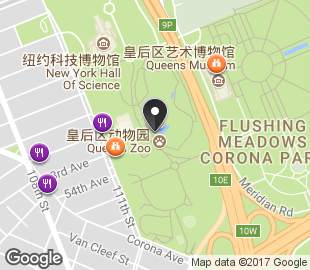 9P
皇后区艺术博物馆
Queens Museum
纽约科技博物馆
New York Hall
Of Science
FLUSHING
MEADOWS
CORONA PAR
皇后区动物园
Queens Zoo
53rd Ave
54th Ave
108th St
111th St
10E
Meridian Rd
10W
Van Cleef St
Corona Ave
Google
Map data ©2017 Google